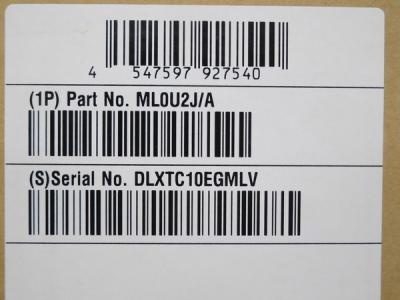 4 547597 927540
(1P) Part No. ML0U2J/A
(S)Serial No. DLXTC10EGMLV